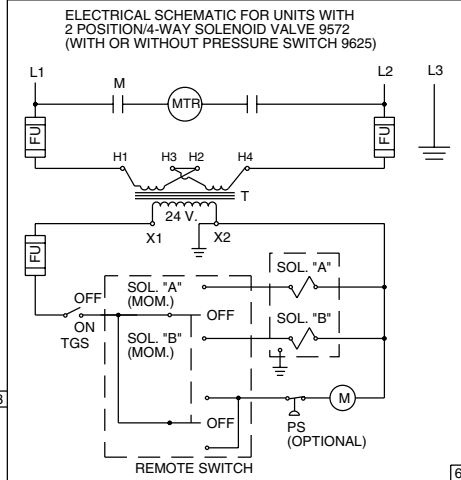 ELECTRICAL SCHEMATIC FOR UNITS WITH
2 POSITION/4-WAY SOLENOID VALVE 9572
(WITH OR WITHOUT PRESSURE SWITCH 9625)
L1
L2
L3
M
MTR
FU
FU
H1
H3
H2
H4
T
24 V.
X1
X2
FU
OFF
ON
TGS
SOL. "A"
(MOM.)
OFF
SOL. "B"
(MOM.)
OFF
SOL. "A"
SOL. "B"
M
PS
(OPTIONAL)
REMOTE SWITCH
3
6